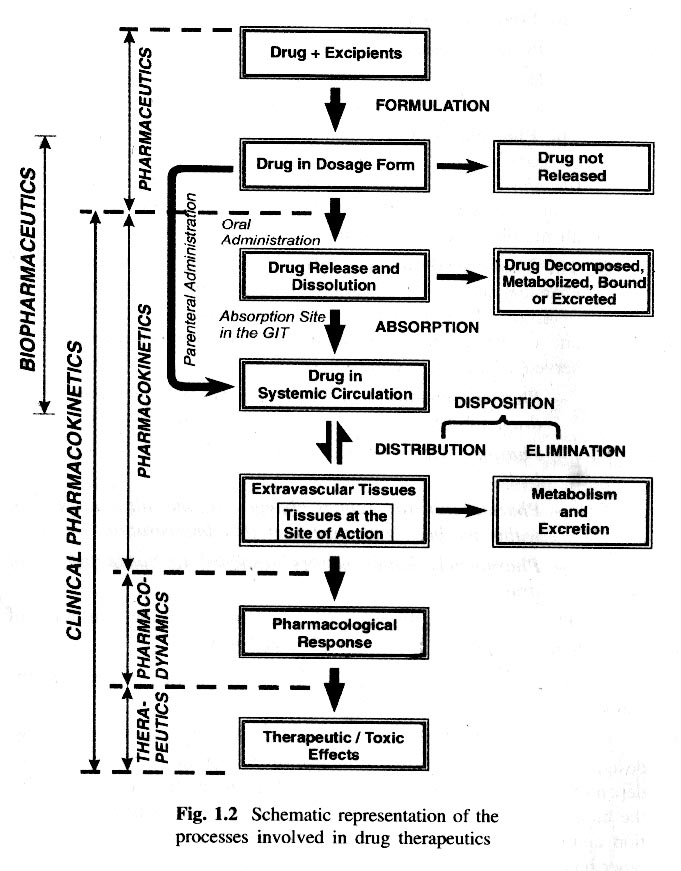 Drug + Excipients
FORMULATION
Drug in Dosage Form
Drug not
Released
Oral
Administration
Parenteral Administration
Drug Release and
Dissolution
Drug Decomposed,
Metabolized, Bound
or Excreted
Absorption Site
in the GIT
ABSORPTION
Drug in
Systemic Circulation
DISPOSITION
DISTRIBUTION
ELIMINATION
Extravascular Tissues
Tissues at the
Site of Action
Metabolism
and
Excretion
Pharmacological
Response
Therapeutic / Toxic
Effects
BIOPHARMACEUTICS
CLINICAL PHARMACOKINETICS
PHARMACEUTICS
PHARMACOKINETICS
PHARMACO-
DYNAMICS
THERA-
PEUTICS
Fig. 1.2 Schematic representation of the
processes involved in drug therapeutics